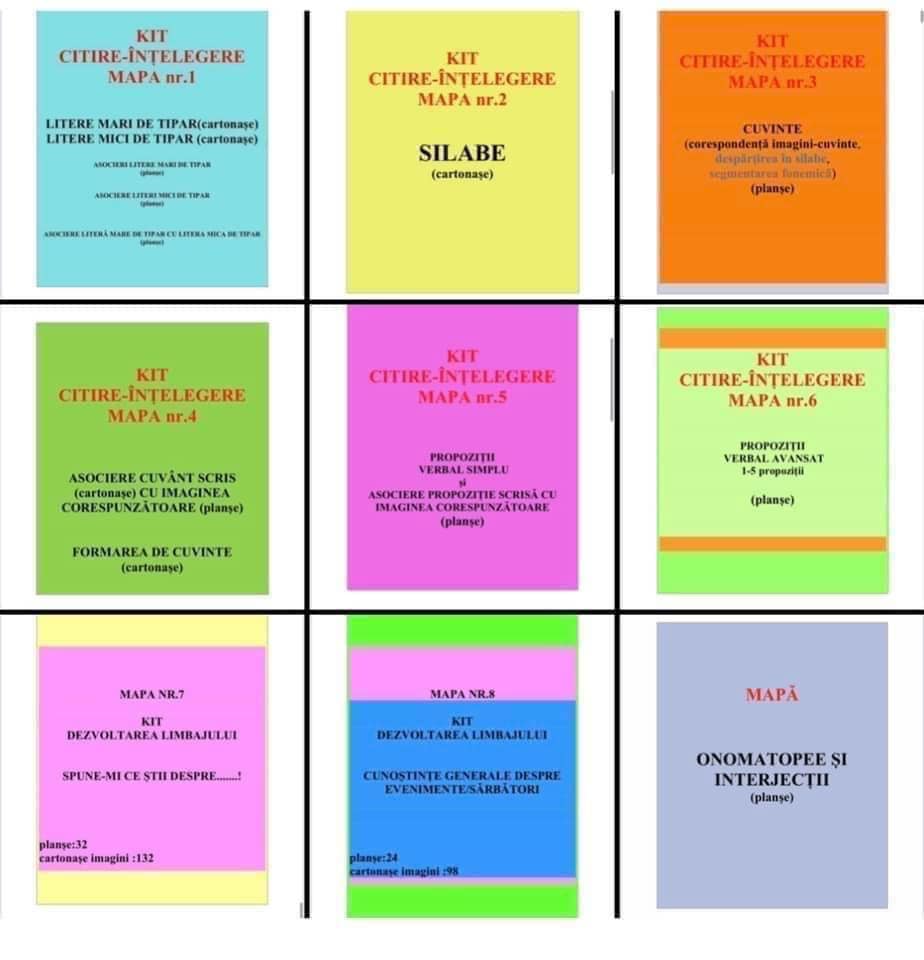 KIT
CITIRE-ÎNȚELEGERE
MAPA nr.1
LITERE MARI DE TIPAR(cartonașe)
LITERE MICI DE TIPAR (cartonașe)
ASOCIERI LITERE MARI DE TIPAR
(planșe)
ASOCIERE LITERI MICI DE TIPAR
(planșe)
ASOCIERE LITERĂ MARE DE TIPAR CU LITERA MICA DE TIPAR
(planșe)
KIT
CITIRE-ÎNȚELEGERE
MAPA nr.2
SILABE
(cartonașe)
KIT
CITIRE-ÎNȚELEGERE
MAPA nr.3
CUVINTE
(corespondență imagini-cuvinte,
despărțirea în silabe,
segmentarea fonemică)
(planșe)
KIT
CITIRE-ÎNȚELEGERE
MAPA nr.4
ASOCIERE CUVÂNT SCRIS
(cartonașe) CU IMAGINEA
CORESPUNZĂTOARE (planșe)
FORMAREA DE CUVINTE
(cartonașe)
KIT
CITIRE-ÎNȚELEGERE
MAPA nr.5
PROPOZIȚII
VERBAL SIMPLU
și
ASOCIERE PROPOZIȚIE SCRISĂ CU
IMAGINEA CORESPUNZĂTOARE
(planșe)
KIT
CITIRE-ÎNȚELEGERE
MAPA nr.6
PROPOZIȚII
VERBAL AVANSAT
1-5 propoziții
(planșe)
MAPA NR.7
KIT
DEZVOLTAREA LIMBAJULUI
SPUNE-MI CE ȘTII DESPRE.......!
planșe:32
cartonașe imagini :132
MAPA NR.8
KIT
DEZVOLTAREA LIMBAJULUI
CUNOȘTINȚE GENERALE DESPRE
EVENIMENTE/SĂRBĂTORI
planșe:24
cartonașe imagini :98
MAPĂ
ONOMATOPEE ȘI
INTERJECȚII
(planșe)